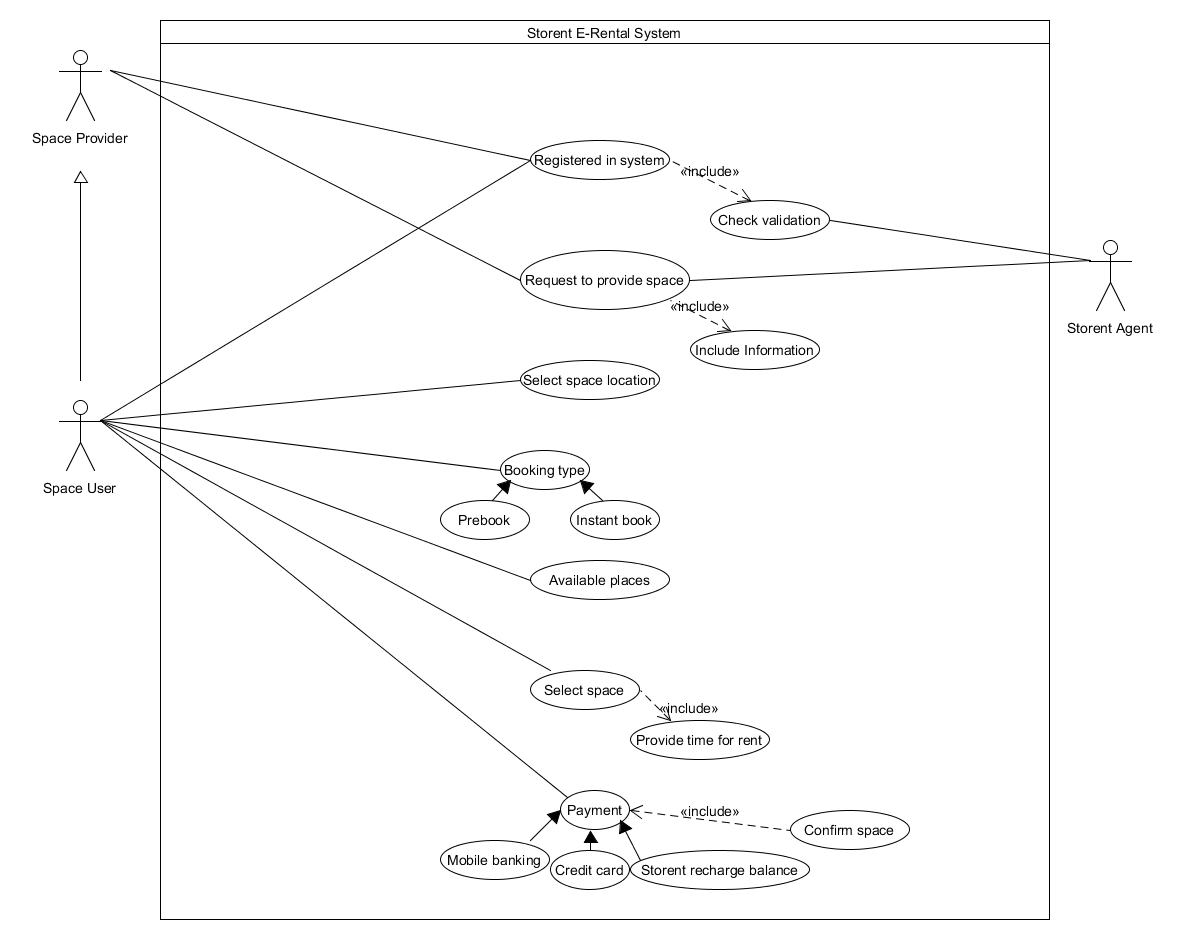 Storent E-Rental System
Space Provider
Registered in system
«include»
Check validation
Request to provide space
«include»
Include Information
Storent Agent
Select space location
Space User
Booking type
Prebook
Instant book
Available places
Select space
«include»
Provide time for rent
Payment
«include»
Confirm space
Mobile banking
Credit card
Storent recharge balance